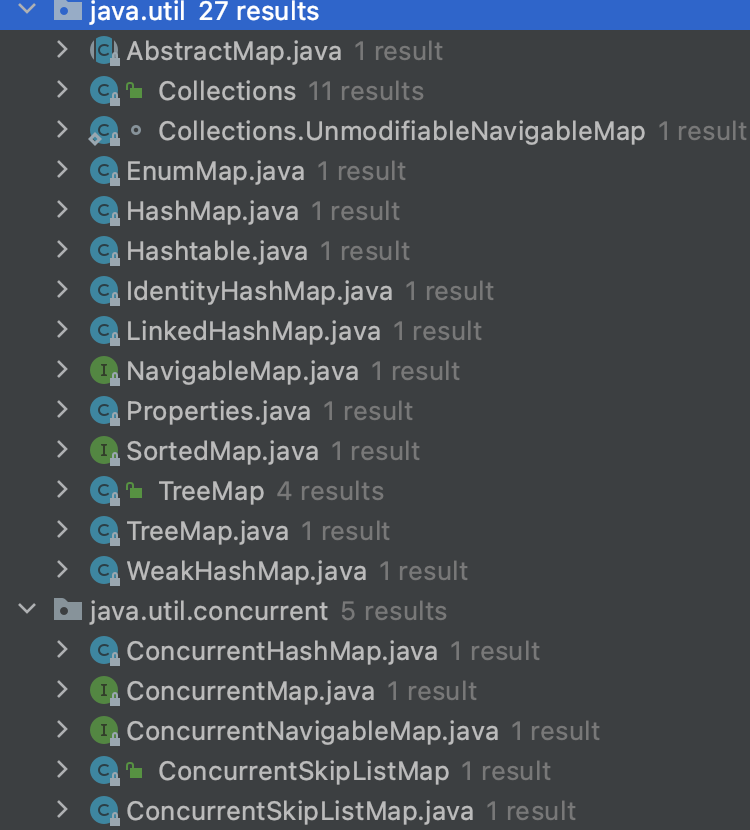 java.util 27 results
AbstractMap.java 1 result
Collections 11 results
Collections.UnmodifiableNavigableMap 1 result
EnumMap.java 1 result
HashMap.java 1 result
Hashtable.java 1 result
IdentityHashMap.java 1 result
LinkedHashMap.java 1 result
NavigableMap.java 1 result
Properties.java 1 result
SortedMap.java 1 result
TreeMap 4 results
TreeMap.java 1 result
WeakHashMap.java 1 result
java.util.concurrent 5 results
ConcurrentHashMap.java 1 result
ConcurrentMap.java 1 result
ConcurrentNavigableMap.java 1 result
ConcurrentSkipListMap 1 result
ConcurrentSkipListMap.java 1 result